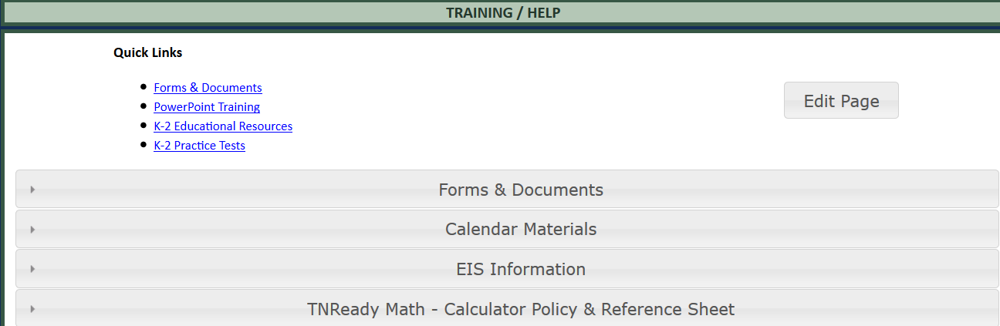 TRAINING / HELP
Quick Links
Forms & Documents
PowerPoint Training
K-2 Educational Resources
K-2 Practice Tests
Edit Page
Forms & Documents
Calendar Materials
EIS Information
TNReady Math - Calculator Policy & Reference Sheet